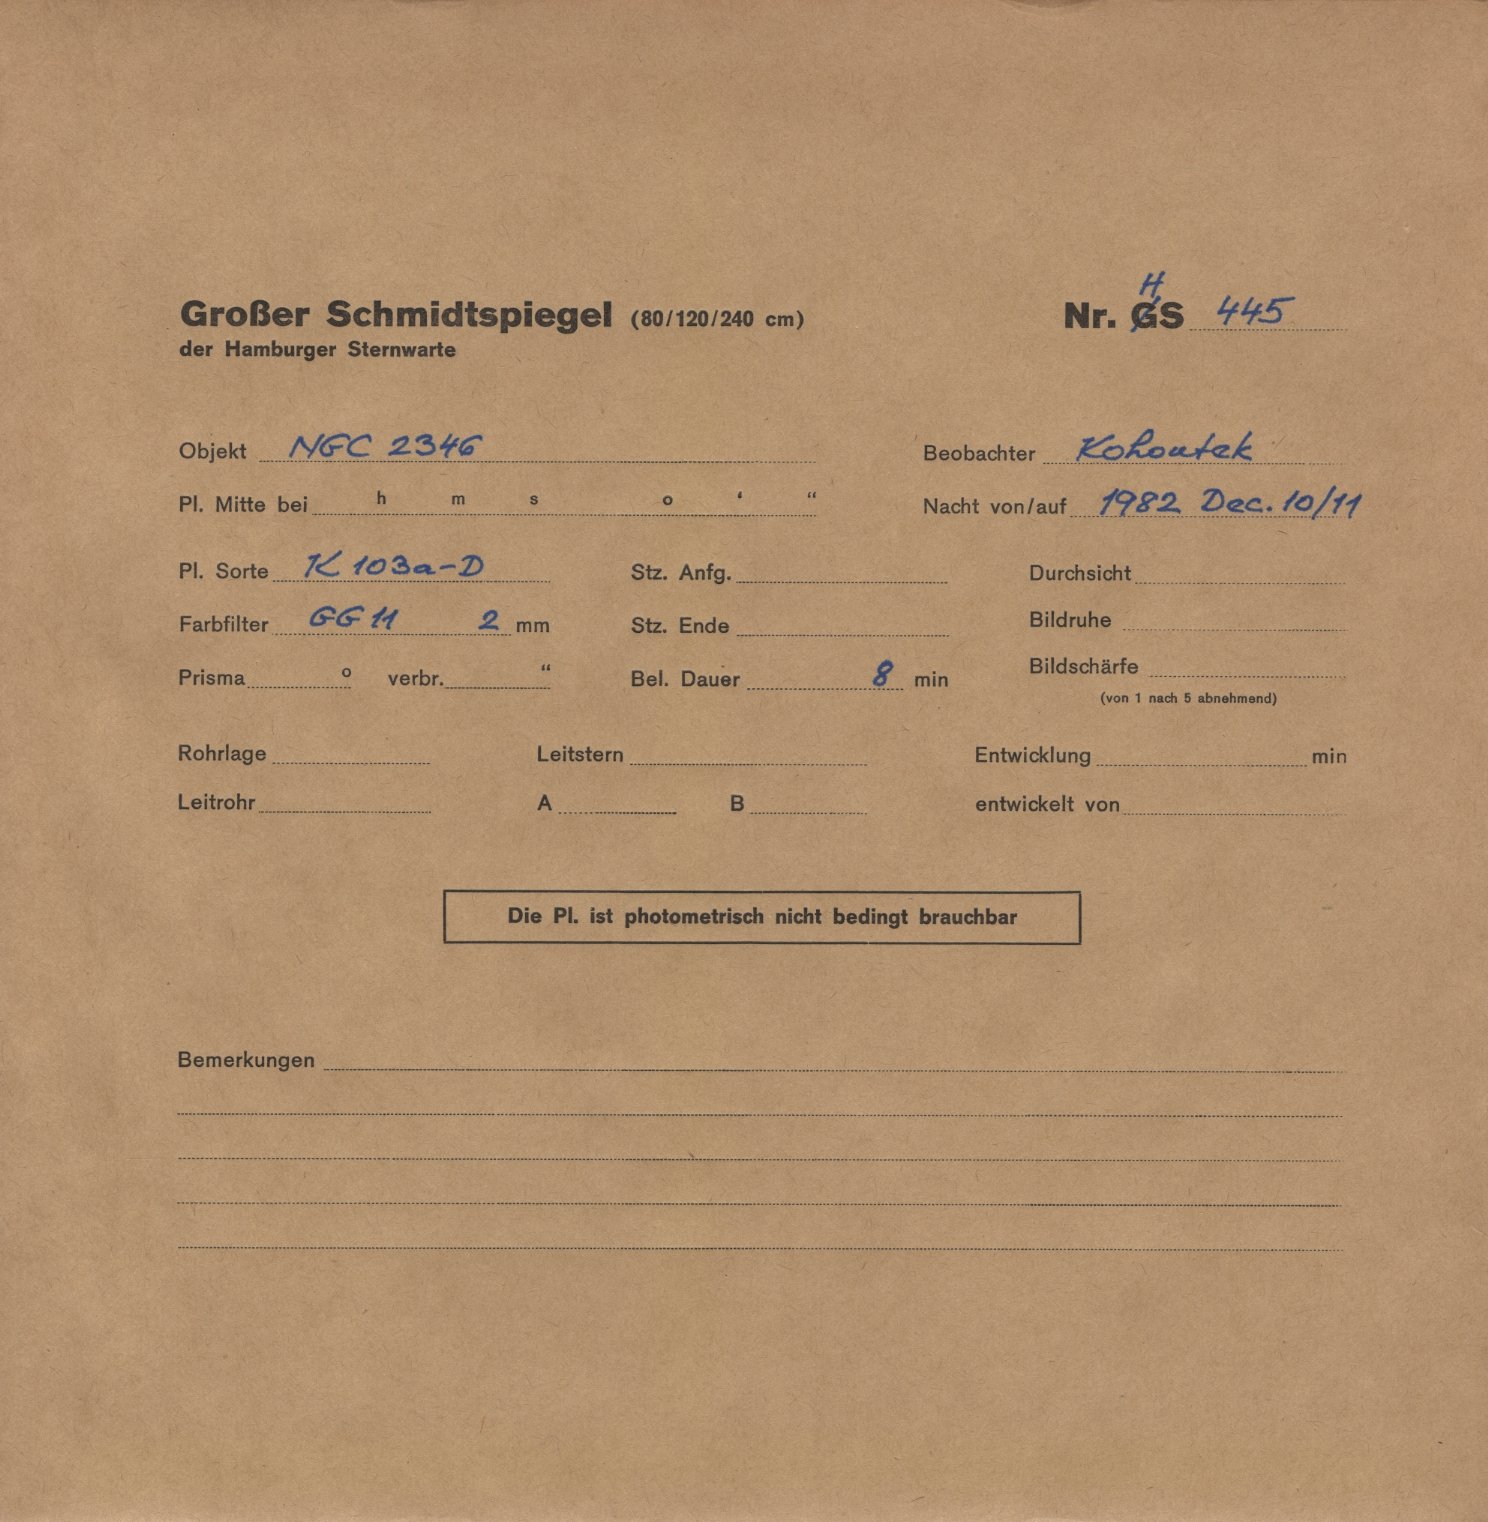 Großer Schmidtspiegel (80/120/240 cm) Nr. GS H 445
der Hamburger Sternwarte
Objekt NGC 2346 Beobachter Kohoutek
Pl. Mitte bei h m s o ‘ “ Nacht von/auf 1982 Dec. 10/11
Pl. Sorte K 103a-D Stz. Anfg. Durchsicht
Farbfilter GG 11 2 mm Stz. Ende Bildruhe
Prisma o verbr. “ Bel. Dauer 8 min Bildschärfe
(von 1 nach 5 abnehmend)
Rohrlage Leitstern Entwicklung min
Leitrohr A B entwickelt von
Die Pl. ist photometrisch nicht bedingt brauchbar
Bemerkungen